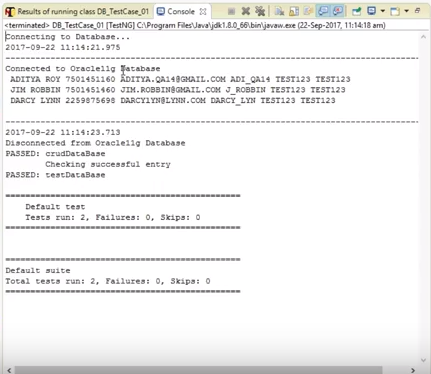 Results of running class DB_TestCase_01 Console
<terminated> DB_TestCase_01 [TestNG] C:\Program Files\Java\jdk1.8.0_66\bin\javaw.exe (22-Sep-2017, 11:14:18 am)
Connecting to Database...
2017-09-22 11:14:21.975
--------------------------------------------------------------------------------
Connected to Oracle11g Database
ADITYA ROY 7501451160 ADITYA.QA14@GMAIL.COM ADI_QA14 TEST123 TEST123
JIM ROBBIN 7501451460 JIM.ROBBIN@GMAIL.COM J_ROBBIN TEST123 TEST123
DARCY LYNN 2259875698 DARCYlYN@LYNN.COM DARCY_LYN TEST123 TEST123
--------------------------------------------------------------------------------
2017-09-22 11:14:23.713
Disconnected from Oracle11g Database
PASSED: crudDataBase
Checking successful entry
PASSED: testDataBase
===============================================
Default test
Tests run: 2, Failures: 0, Skips: 0
===============================================
===============================================
Default suite
Total tests run: 2, Failures: 0, Skips: 0
===============================================